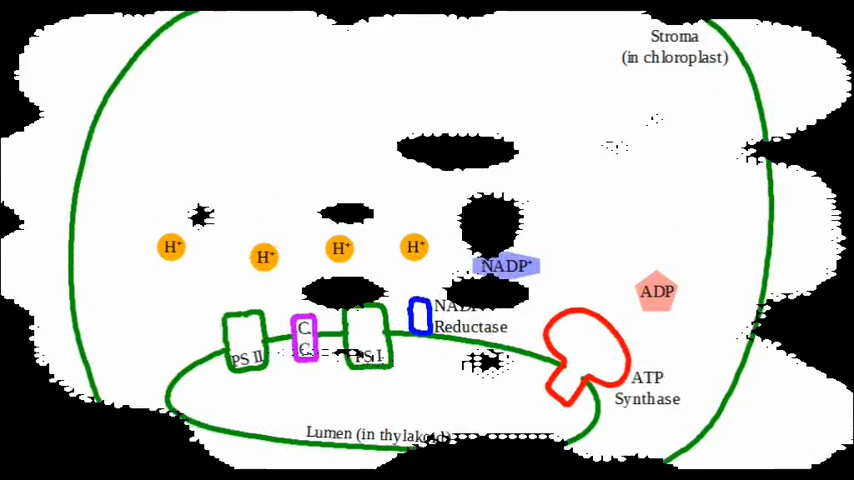 Stroma
(in chloroplast)
H⁺
H⁺
H⁺
H⁺
NADP⁺
ADP
Reductase
PS II
C
C
PS I
ATP
Synthase
Lumen (in thylakoid)